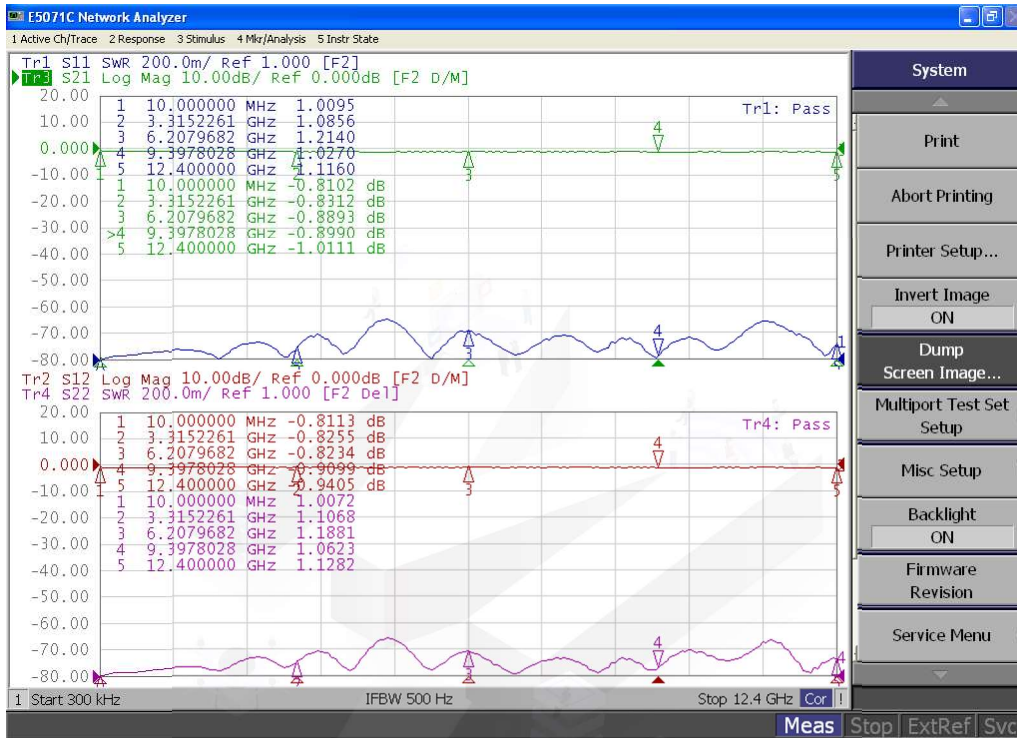 E5071C Network Analyzer
1 Active Ch/Trace 2 Response 3 Stimulus 4 Mkr/Analysis 5 Instr State
Tr1 S11 SWR 200.0m/ Ref 1.000 [F2]
Tr3 S21 Log Mag 10.00dB/ Ref 0.000dB [F2 D/M]
Tr1: Pass
20.00
10.00
0.000
-10.00
-20.00
-30.00
-40.00
-50.00
-60.00
-70.00
-80.00
1 10.000000 MHz 1.0095
2 3.3152261 GHz 1.0856
3 6.2079682 GHz 1.2140
4 9.3978028 GHz 1.0270
5 12.400000 GHz 1.1160
1 10.000000 MHz -0.8102 dB
2 3.3152261 GHz -0.8312 dB
3 6.2079682 GHz -0.8893 dB
>4 9.3978028 GHz -0.8990 dB
5 12.400000 GHz -1.0111 dB
Tr2 S12 Log Mag 10.00dB/ Ref 0.000dB [F2 D/M]
Tr4 S22 SWR 200.0m/ Ref 1.000 [F2 Del]
Tr4: Pass
20.00
10.00
0.000
-10.00
-20.00
-30.00
-40.00
-50.00
-60.00
-70.00
-80.00
1 10.000000 MHz -0.8113 dB
2 3.3152261 GHz -0.8255 dB
3 6.2079682 GHz -0.8234 dB
4 9.3978028 GHz -0.9099 dB
5 12.400000 GHz -0.9405 dB
1 10.000000 MHz 1.0072
2 3.3152261 GHz 1.1068
3 6.2079682 GHz 1.1881
4 9.3978028 GHz 1.0623
5 12.400000 GHz 1.1282
1 Start 300 kHz IFBW 500 Hz Stop 12.4 GHz Cor !
Meas Stop ExtRef Svc
System
Print
Abort Printing
Printer Setup...
Invert Image
ON
Dump
Screen Image...
Multiport Test Set
Setup
Misc Setup
Backlight
ON
Firmware
Revision
Service Menu